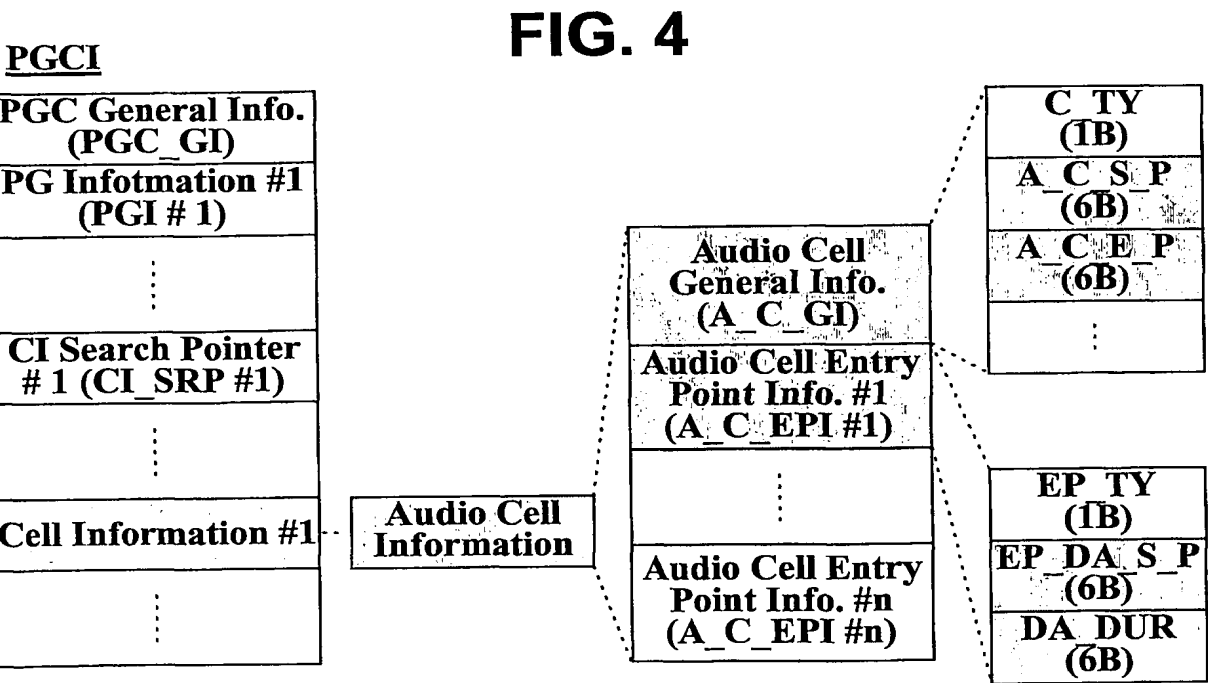 FIG. 4
PGCI
PGC General Info.
(PGC_GI)
PG Infotmation #1
(PGI # 1)
CI Search Pointer
# 1 (CI_SRP #1)
Cell Information #1
Audio Cell
Information
Audio Cell
General Info.
(A_C_GI)
Audio Cell Entry
Point Info. #1
(A_C_EPI #1)
Audio Cell Entry
Point Info. #n
(A_C_EPI #n)
C_TY
(1B)
A_C_S_P
(6B)
A_C_E_P
(6B)
EP_TY
(1B)
EP_DA_S_P
(6B)
DA_DUR
(6B)